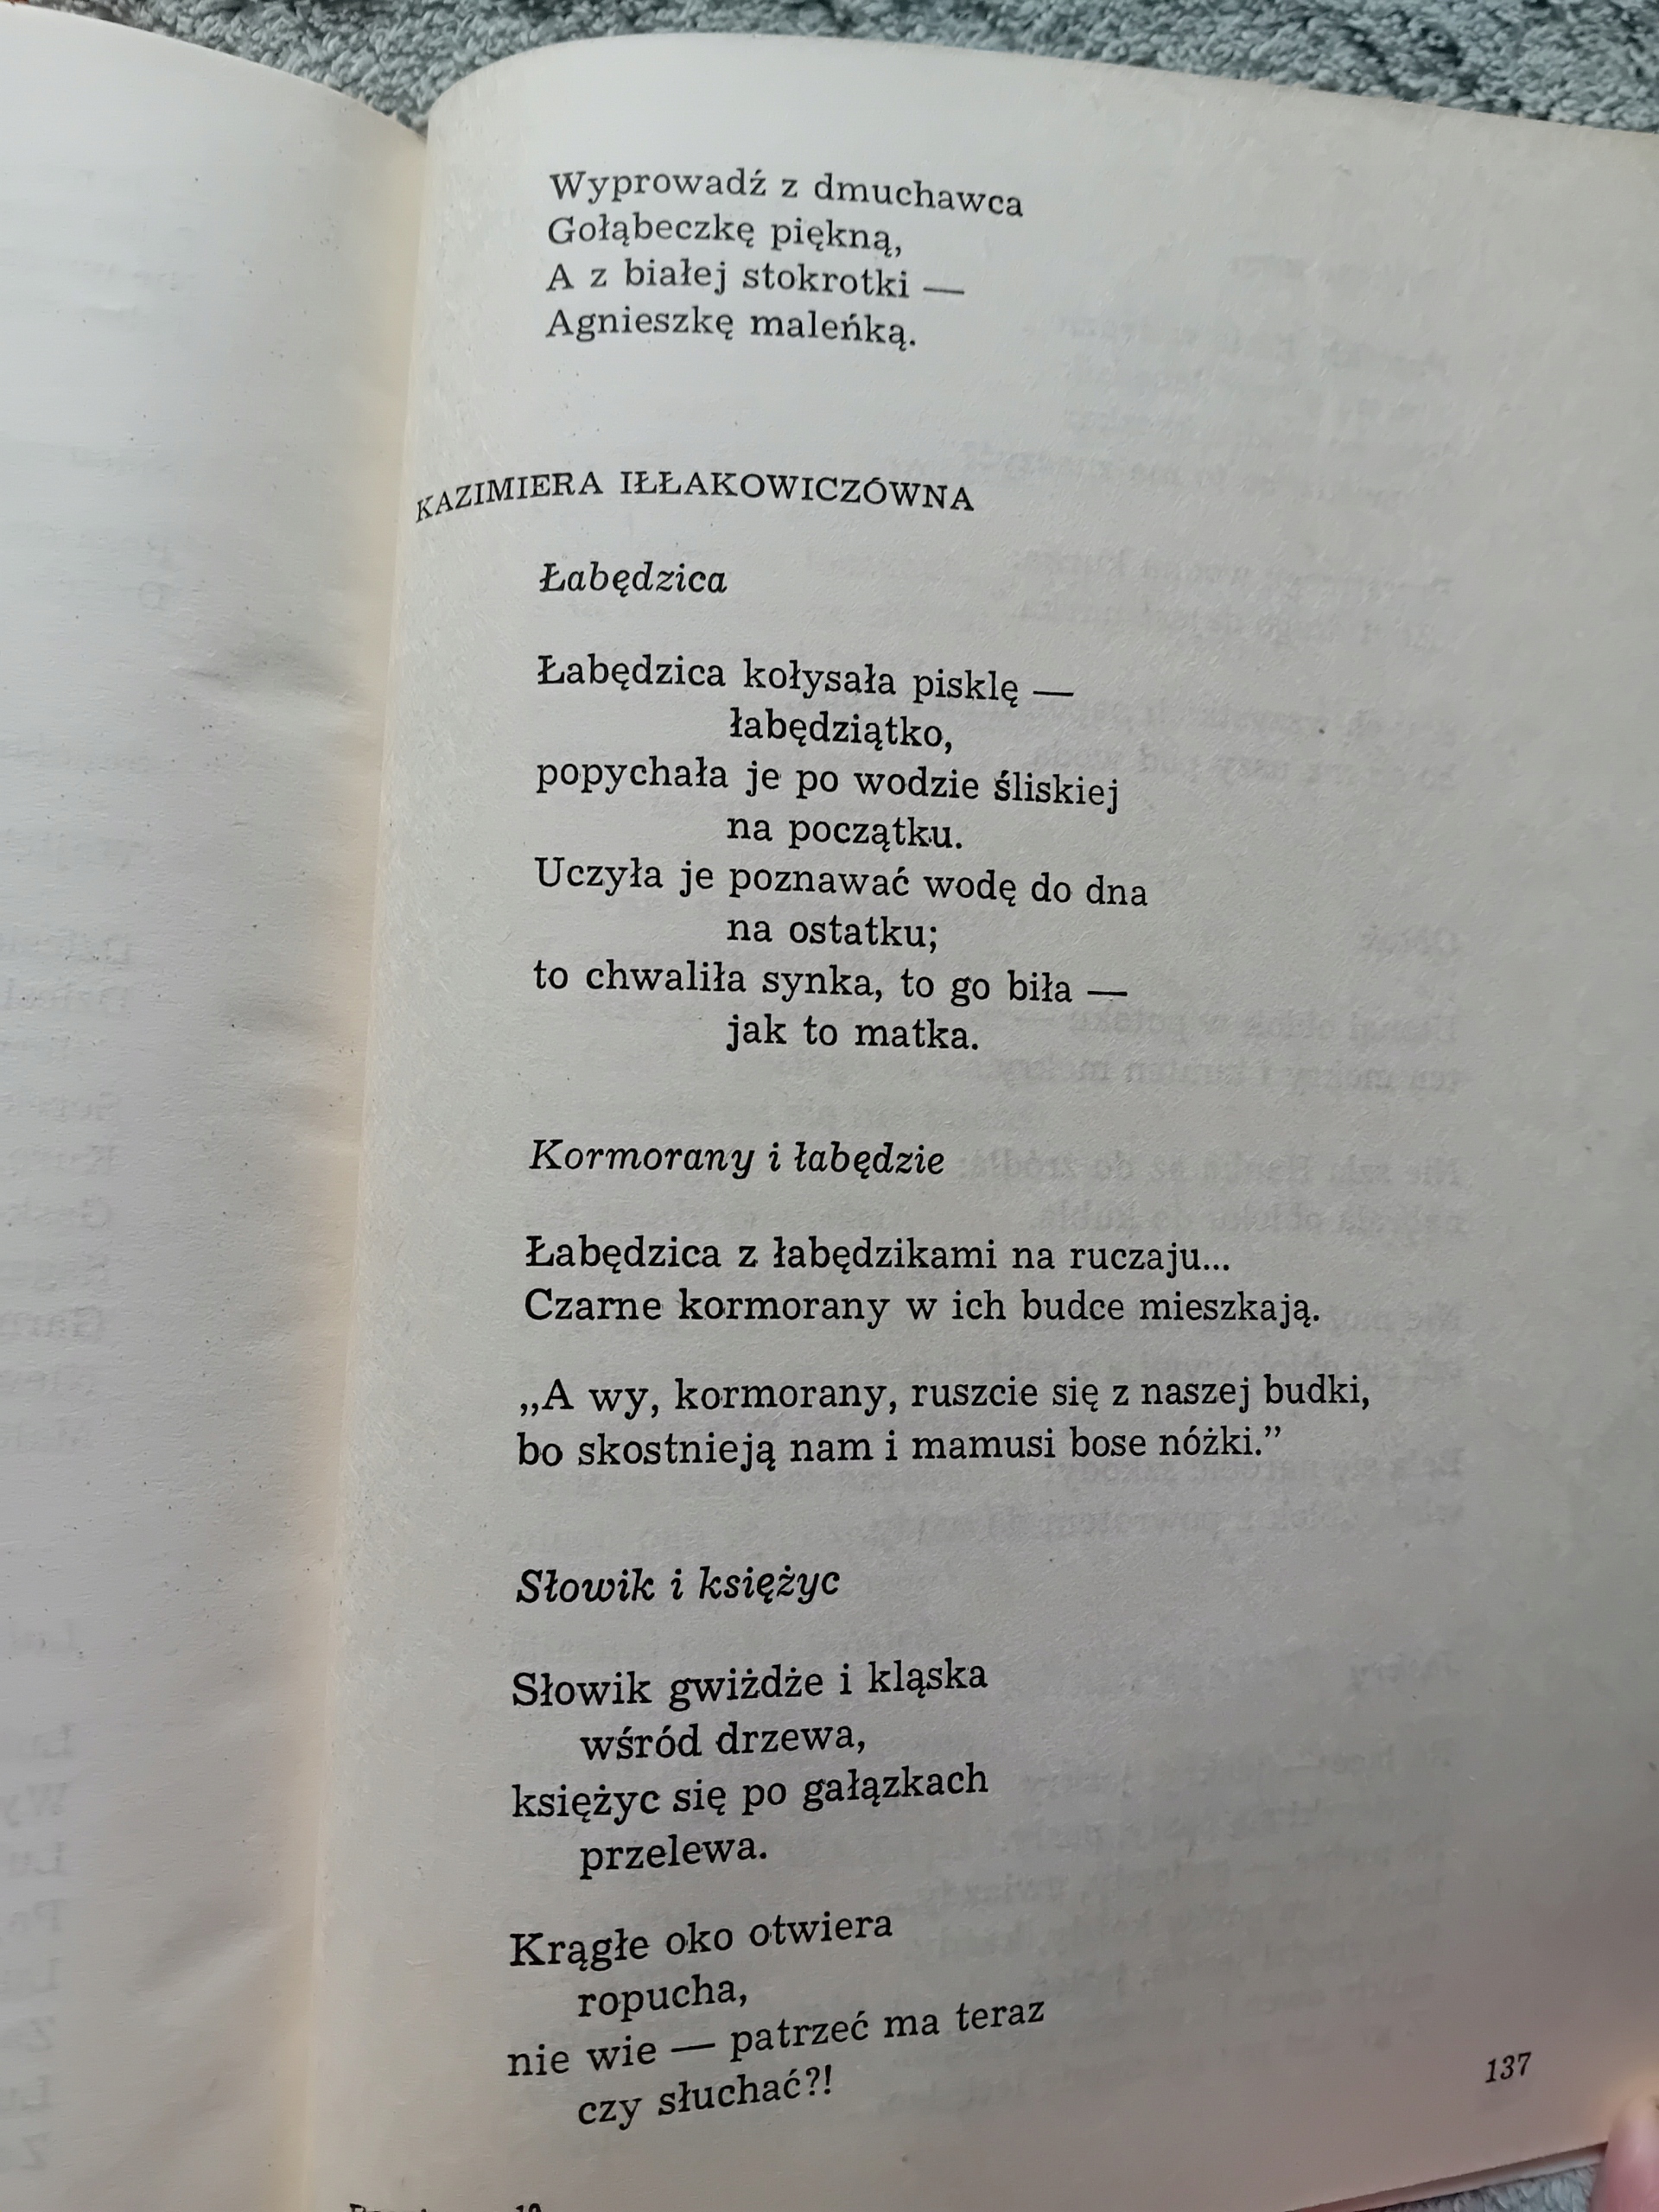 Wyprowadź z dmuchawca
Gołąbeczkę piękną,
A z białej stokrotki —
Agnieszkę maleńką.
KAZIMIERA IŁŁAKOWICZÓWNA
Łabędzica
Łabędzica kołysała pisklę —
łabędziątko,
popychała je po wodzie śliskiej
na początku.
Uczyła je poznawać wodę do dna
na ostatku;
to chwaliła synka, to go biła —
jak to matka.
Kormorany i łabędzie
Łabędzica z łabędzikami na ruczaju...
Czarne kormorany w ich budce mieszkają.
„A wy, kormorany, ruszcie się z naszej budki,
bo skostnieją nam i mamusi bose nóżki.”
Słowik i księżyc
Słowik gwiżdże i kląska
wśród drzewa,
księżyc się po gałązkach
przelewa.
Krągłe oko otwiera
ropucha,
nie wie — patrzeć ma teraz
czy słuchać?!
137